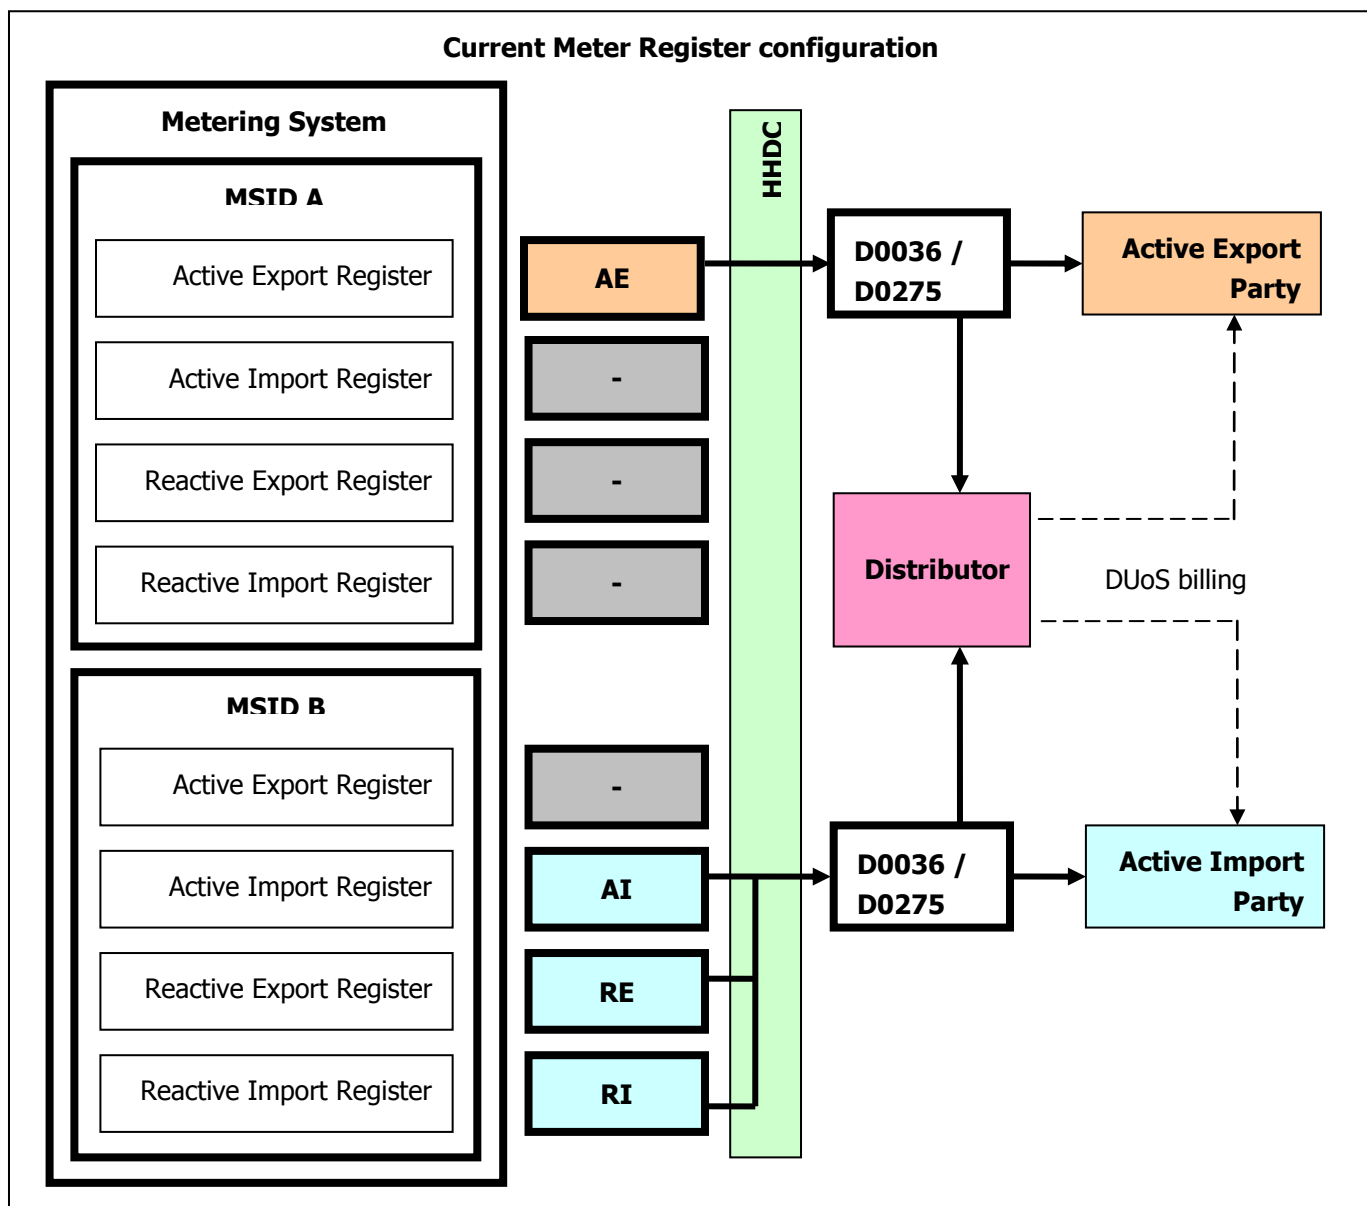 Current Meter Register configuration
Metering System
HHDC
MSID A
Active Export Register
AE
D0036 /
D0275
Active Export
Party
Active Import Register
-
Reactive Export Register
-
Reactive Import Register
-
Distributor
DUoS billing
MSID B
Active Export Register
-
Active Import Register
AI
D0036 /
D0275
Active Import
Party
Reactive Export Register
RE
Reactive Import Register
RI